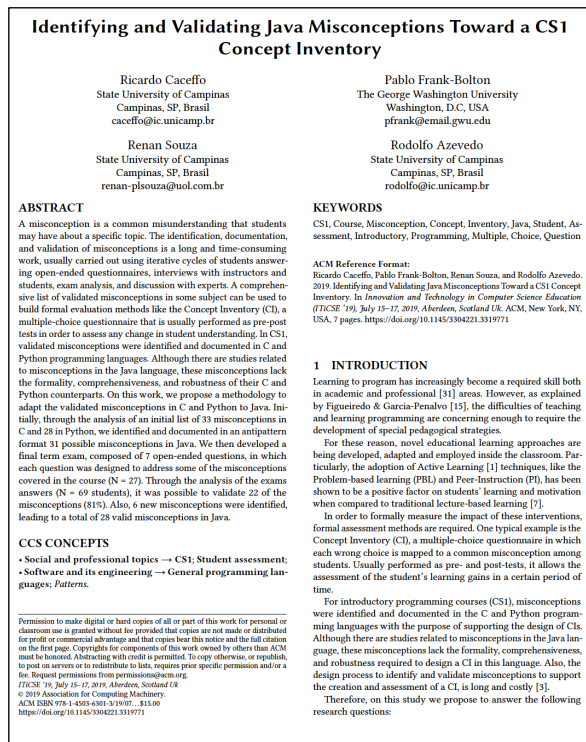 Identifying and Validating Java Misconceptions Toward a CS1
Concept Inventory
Ricardo Caceffo
State University of Campinas
Campinas, SP, Brasil
caceffo@ic.unicamp.br
Pablo Frank-Bolton
The George Washington University
Washington, D.C, USA
pfrank@email.gwu.edu
Renan Souza
State University of Campinas
Campinas, SP, Brasil
renan-plsouza@uol.com.br
Rodolfo Azevedo
State University of Campinas
Campinas, SP, Brasil
rodolfo@ic.unicamp.br
ABSTRACT
A misconception is a common misunderstanding that students
may have about a specific topic. The identification, documentation,
and validation of misconceptions is a long and time-consuming
work, usually carried out using iterative cycles of students answer-
ing open-ended questionnaires, interviews with instructors and
students, exam analysis, and discussion with experts. A comprehen-
sive list of validated misconceptions in some subject can be used to
build formal evaluation methods like the Concept Inventory (CI), a
multiple-choice questionnaire that is usually performed as pre-post
tests in order to assess any change in student understanding. In CS1,
validated misconceptions were identified and documented in C and
Python programming languages. Although there are studies related
to misconceptions in the Java language, these misconceptions lack
the formality, comprehensiveness, and robustness of their C and
Python counterparts. On this work, we propose a methodology to
adapt the validated misconceptions in C and Python to Java. Ini-
tially, through the analysis of an initial list of 33 misconceptions in
C and 28 in Python, we identified and documented in an antipattern
format 31 possible misconceptions in Java. We then developed a
final term exam, composed of 7 open-ended questions, in which
each question was designed to address some of the misconceptions
covered in the course (N = 27). Through the analysis of the exams
answers (N = 69 students), it was possible to validate 22 of the
misconceptions (81%). Also, 6 new misconceptions were identified,
leading to a total of 28 valid misconceptions in Java.
CCS CONCEPTS
• Social and professional topics → CS1; Student assessment;
• Software and its engineering → General programming lan-
guages; Patterns.
Permission to make digital or hard copies of all or part of this work for personal or
classroom use is granted without fee provided that copies are not made or distributed
for profit or commercial advantage and that copies bear this notice and the full citation
on the first page. Copyrights for components of this work owned by others than ACM
must be honored. Abstracting with credit is permitted. To copy otherwise, or republish,
to post on servers or to redistribute to lists, requires prior specific permission and/or a
fee. Request permissions from permissions@acm.org.
ITiCSE '19, July 15–17, 2019, Aberdeen, Scotland Uk
© 2019 Association for Computing Machinery.
ACM ISBN 978-1-4503-6301-3/19/07...$15.00
https://doi.org/10.1145/3304221.3319771
KEYWORDS
CS1, Course, Misconception, Concept, Inventory, Java, Student, As-
sessment, Introductory, Programming, Multiple, Choice, Question
ACM Reference Format:
Ricardo Caceffo, Pablo Frank-Bolton, Renan Souza, and Rodolfo Azevedo.
2019. Identifying and Validating Java Misconceptions Toward a CS1 Concept
Inventory. In Innovation and Technology in Computer Science Education
(ITiCSE '19), July 15–17, 2019, Aberdeen, Scotland Uk. ACM, New York, NY,
USA, 7 pages. https://doi.org/10.1145/3304221.3319771
1 INTRODUCTION
Learning to program has increasingly become a required skill both
in academic and professional [31] areas. However, as explained
by Figueiredo & Garcia-Penalvo [15], the difficulties of teaching
and learning programming are concerning enough to require the
development of special pedagogical strategies.
For these reason, novel educational learning approaches are
being developed, adapted and employed inside the classroom. Par-
ticularly, the adoption of Active Learning [1] techniques, like the
Problem-based learning (PBL) and Peer-Instruction (PI), has been
shown to be a positive factor on students' learning and motivation
when compared to traditional lecture-based learning [7].
In order to formally measure the impact of these interventions,
formal assessment methods are required. One typical example is the
Concept Inventory (CI), a multiple-choice questionnaire in which
each wrong choice is mapped to a common misconception among
students. Usually performed as pre- and post-tests, it allows the
assessment of the student's learning gains in a certain period of
time.
For introductory programming courses (CS1), misconceptions
were identified and documented in the C and Python program-
ming languages with the purpose of supporting the design of CIs.
Although there are studies related to misconceptions in the Java lan-
guage, these misconceptions lack the formality, comprehensiveness,
and robustness required to design a CI in this language. Also, the
design process to identify and validate misconceptions to support
the creation and assessment of a CI, is long and costly [3].
Therefore, on this study we propose to answer the following
research questions: